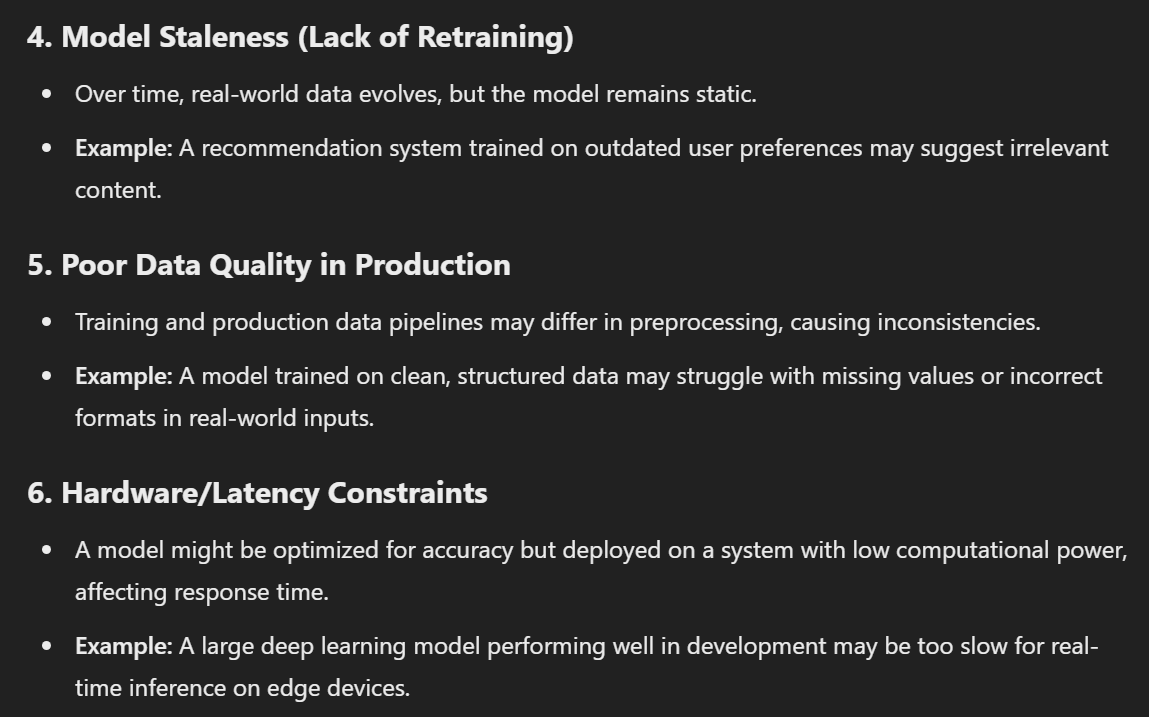 4. Model Staleness (Lack of Retraining)
• Over time, real-world data evolves, but the model remains static.
• Example: A recommendation system trained on outdated user preferences may suggest irrelevant
content.
5. Poor Data Quality in Production
• Training and production data pipelines may differ in preprocessing, causing inconsistencies.
• Example: A model trained on clean, structured data may struggle with missing values or incorrect
formats in real-world inputs.
6. Hardware/Latency Constraints
• A model might be optimized for accuracy but deployed on a system with low computational power,
affecting response time.
• Example: A large deep learning model performing well in development may be too slow for real-
time inference on edge devices.